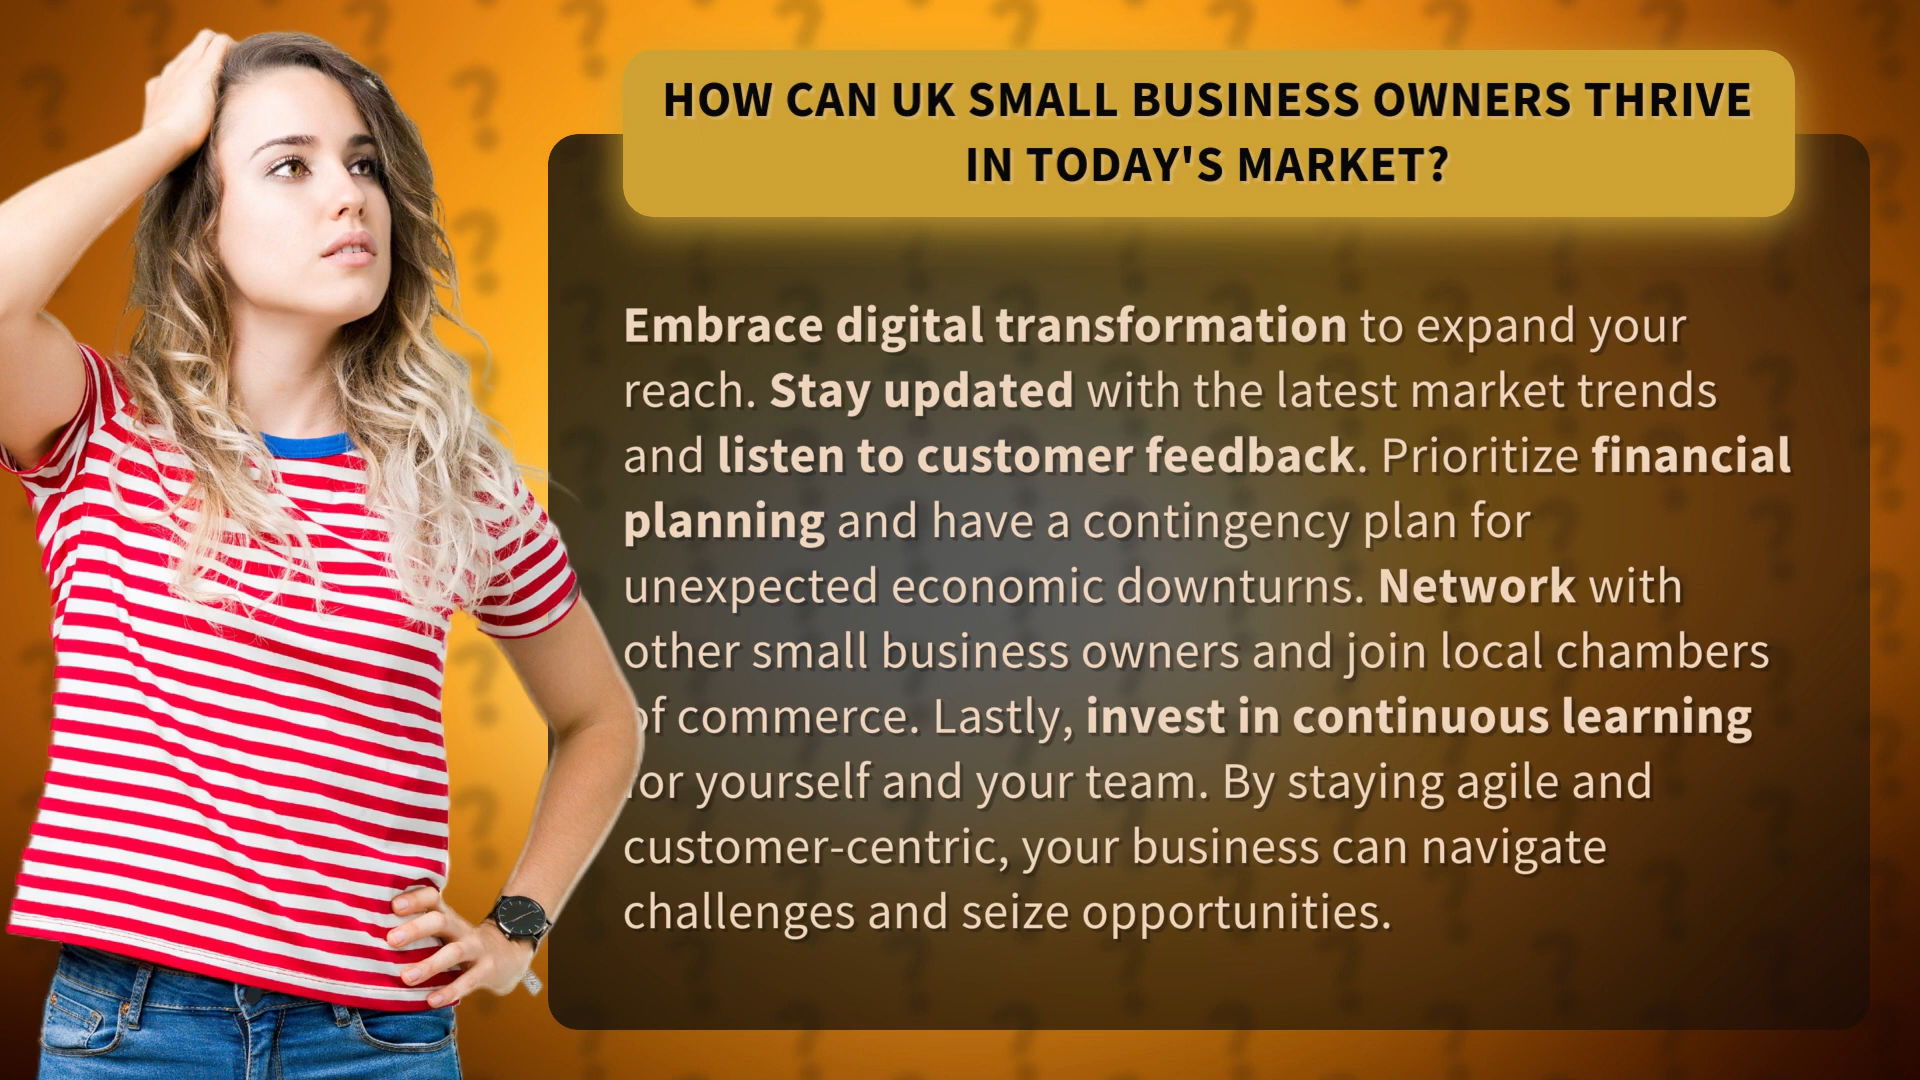 HOW CAN UK SMALL BUSINESS OWNERS THRIVE
IN TODAY'S MARKET?
Embrace digital transformation to expand your
reach. Stay updated with the latest market trends
and listen to customer feedback. Prioritize financial
planning and have a contingency plan for
unexpected economic downturns. Network with
other small business owners and join local chambers
of commerce. Lastly, invest in continuous learning
for yourself and your team. By staying agile and
customer-centric, your business can navigate
challenges and seize opportunities.